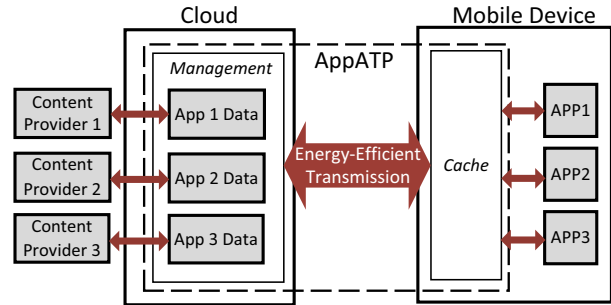 Cloud
Mobile Device
AppATP
Management
Content
Provider 1
App 1 Data
Content
Provider 2
App 2 Data
Content
Provider 3
App 3 Data
Energy-Efficient
Transmission
Cache
APP1
APP2
APP3